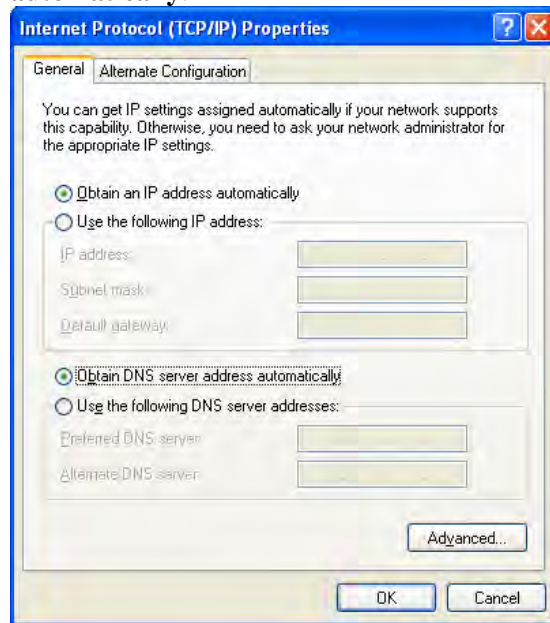 Internet Protocol (TCP/IP) Properties
General Alternate Configuration
You can get IP settings assigned automatically if your network supports
this capability. Otherwise, you need to ask your network administrator for
the appropriate IP settings.
Obtain an IP address automatically
Use the following IP address:
IP address:
Subnet mask:
Default gateway:
Obtain DNS server address automatically
Use the following DNS server addresses:
Preferred DNS server:
Alternate DNS server:
Advanced...
OK Cancel